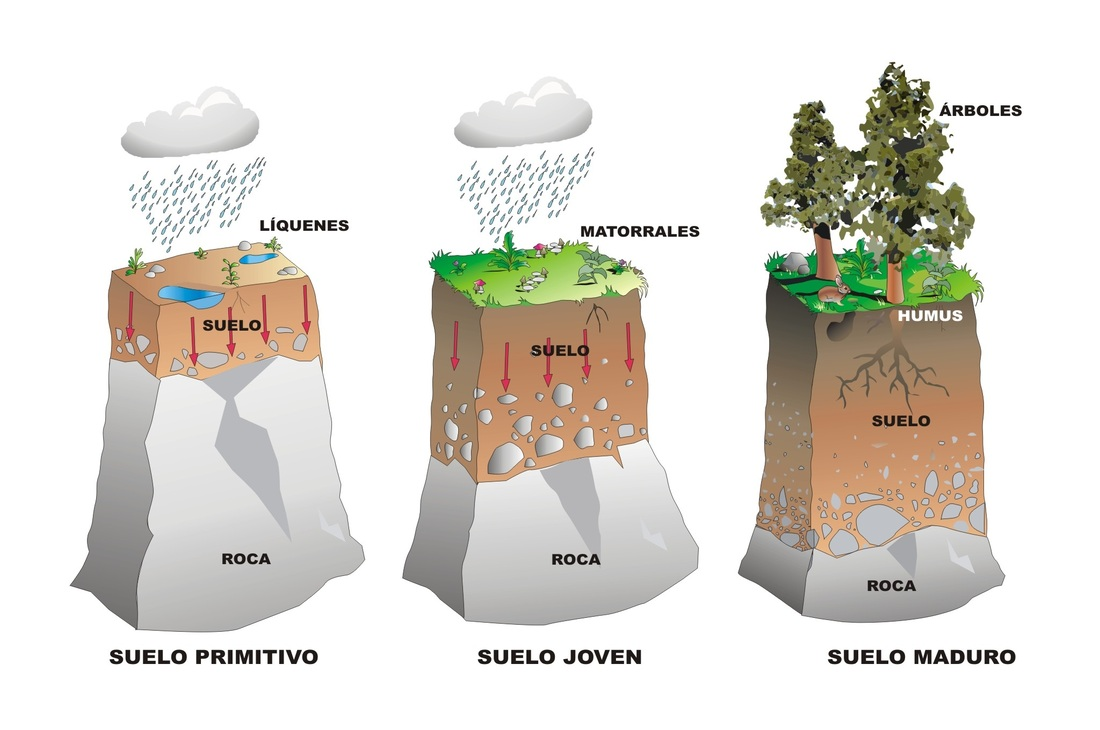 LÍQUENES
SUELO
ROCA
SUELO PRIMITIVO
MATORRALES
SUELO
ROCA
SUELO JOVEN
ÁRBOLES
HUMUS
SUELO
ROCA
SUELO MADURO